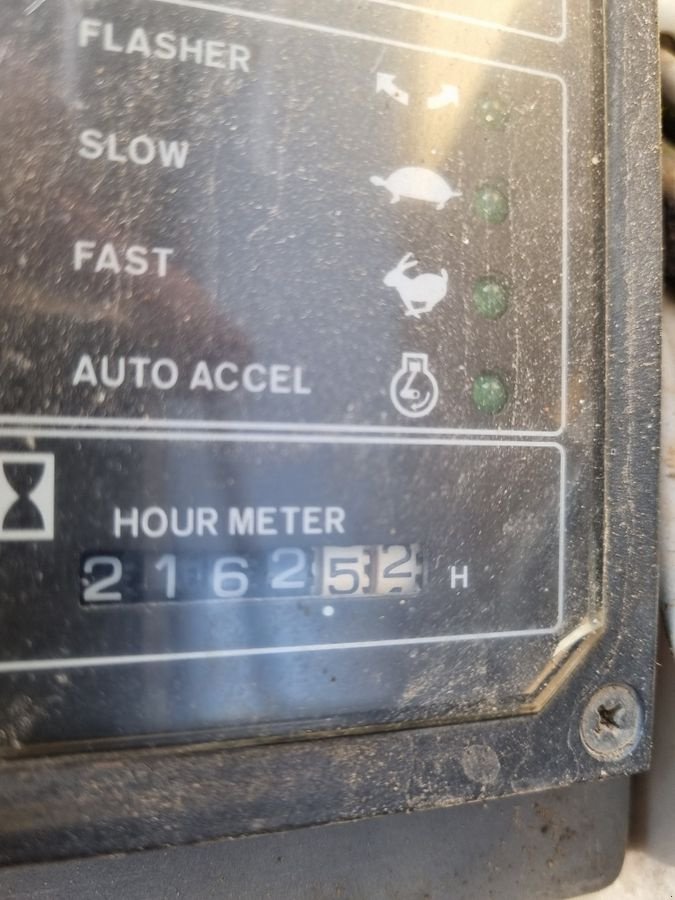 FLASHER
SLOW
FAST
AUTO ACCEL
HOUR METER
216252 H